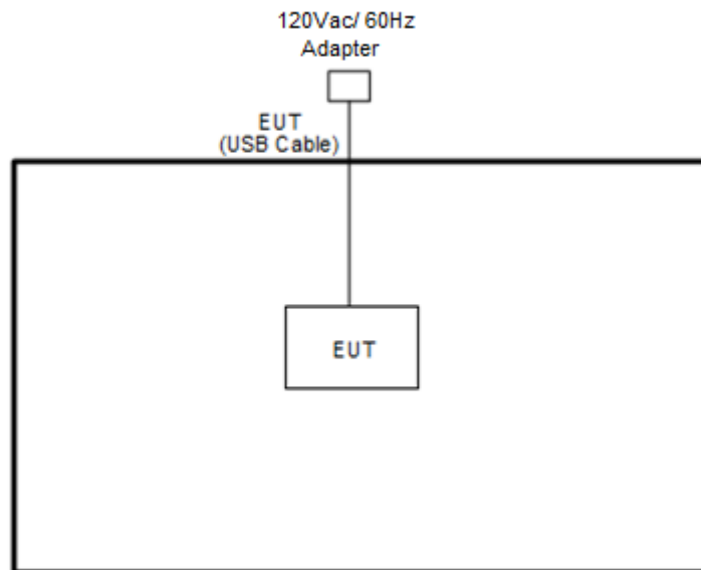 120Vac/ 60Hz
Adapter
EUT
(USB Cable)
EUT